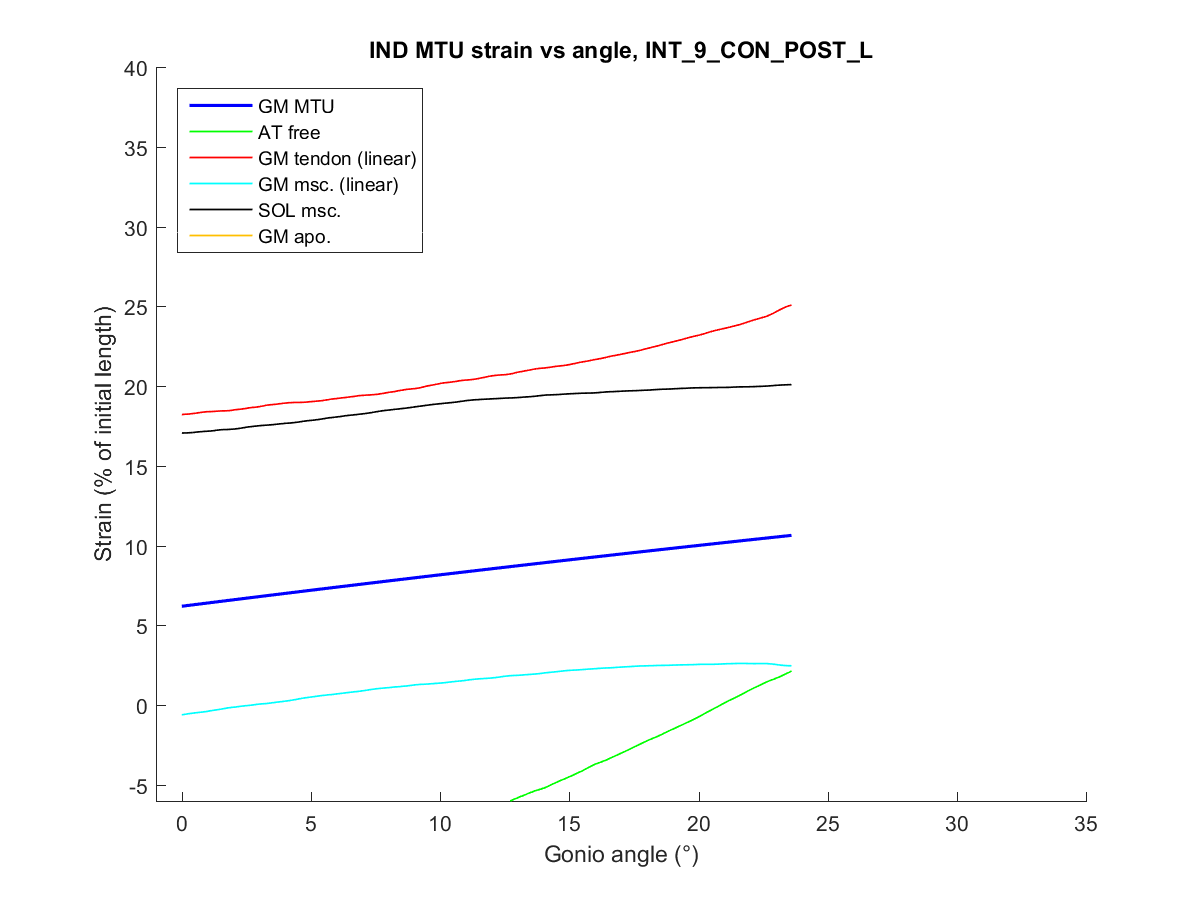 IND MTU strain vs angle, INT_9_CON_POST_L
40
35
30
25
20
15
10
5
0
-5
Strain (% of initial length)
GM MTU
AT free
GM tendon (linear)
GM msc. (linear)
SOL msc.
GM apo.
0 5 10 15 20 25 30 35
Gonio angle (°)